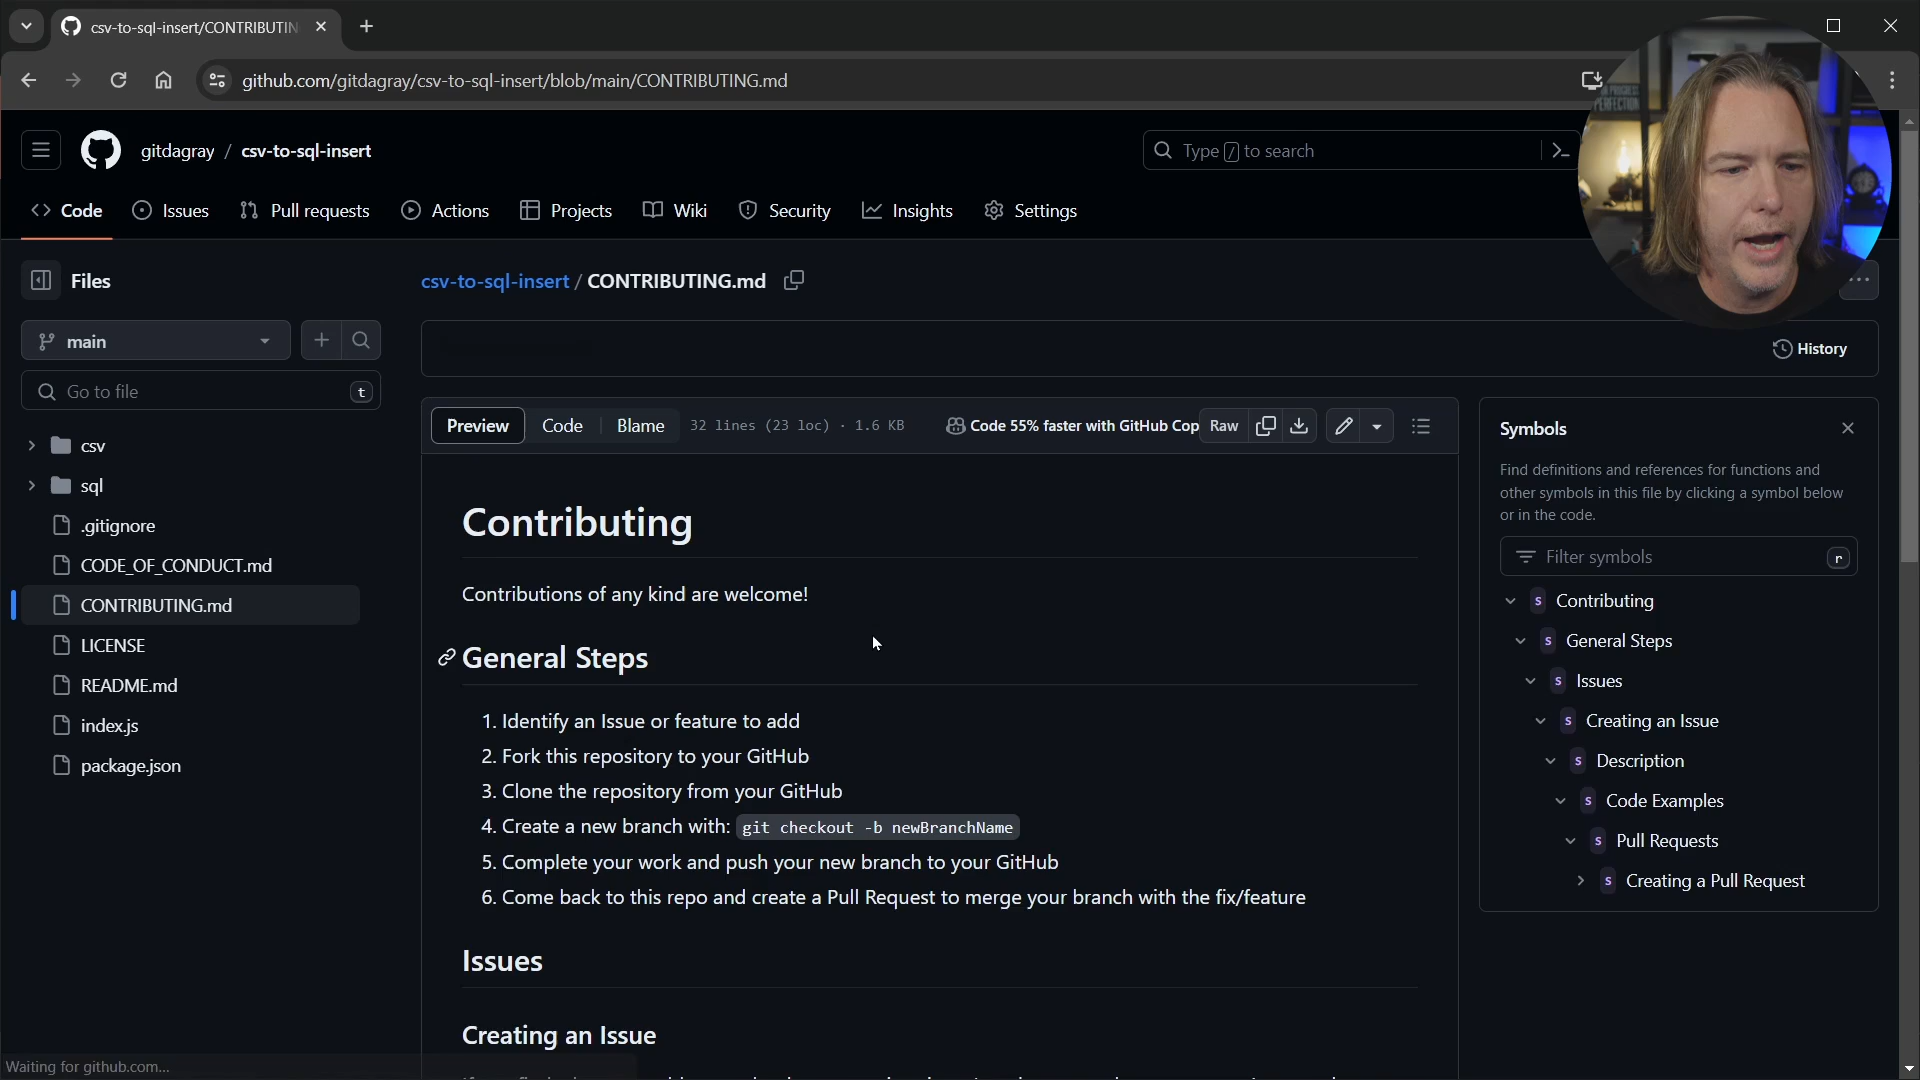 csv-to-sql-insert/CONTRIBUTIN
github.com/gitdagray/csv-to-sql-insert/blob/main/CONTRIBUTING.md
PERFECTION
gitdagray / csv-to-sql-insert
Type / to search
Code Issues Pull requests Actions Projects Wiki Security Insights Settings
Files
csv-to-sql-insert / CONTRIBUTING.md
main
History
Go to file t
Preview Code Blame 32 lines (23 loc) · 1.6 KB Code 55% faster with GitHub Cop Raw
csv
sql
.gitignore
CODE_OF_CONDUCT.md
CONTRIBUTING.md
LICENSE
README.md
index.js
package.json
Contributing
Contributions of any kind are welcome!
General Steps
1. Identify an Issue or feature to add
2. Fork this repository to your GitHub
3. Clone the repository from your GitHub
4. Create a new branch with: git checkout -b newBranchName
5. Complete your work and push your new branch to your GitHub
6. Come back to this repo and create a Pull Request to merge your branch with the fix/feature
Issues
Creating an Issue
Symbols
Find definitions and references for functions and
other symbols in this file by clicking a symbol below
or in the code.
Filter symbols r
s Contributing
s General Steps
s Issues
s Creating an Issue
s Description
s Code Examples
s Pull Requests
s Creating a Pull Request
Waiting for github.com...